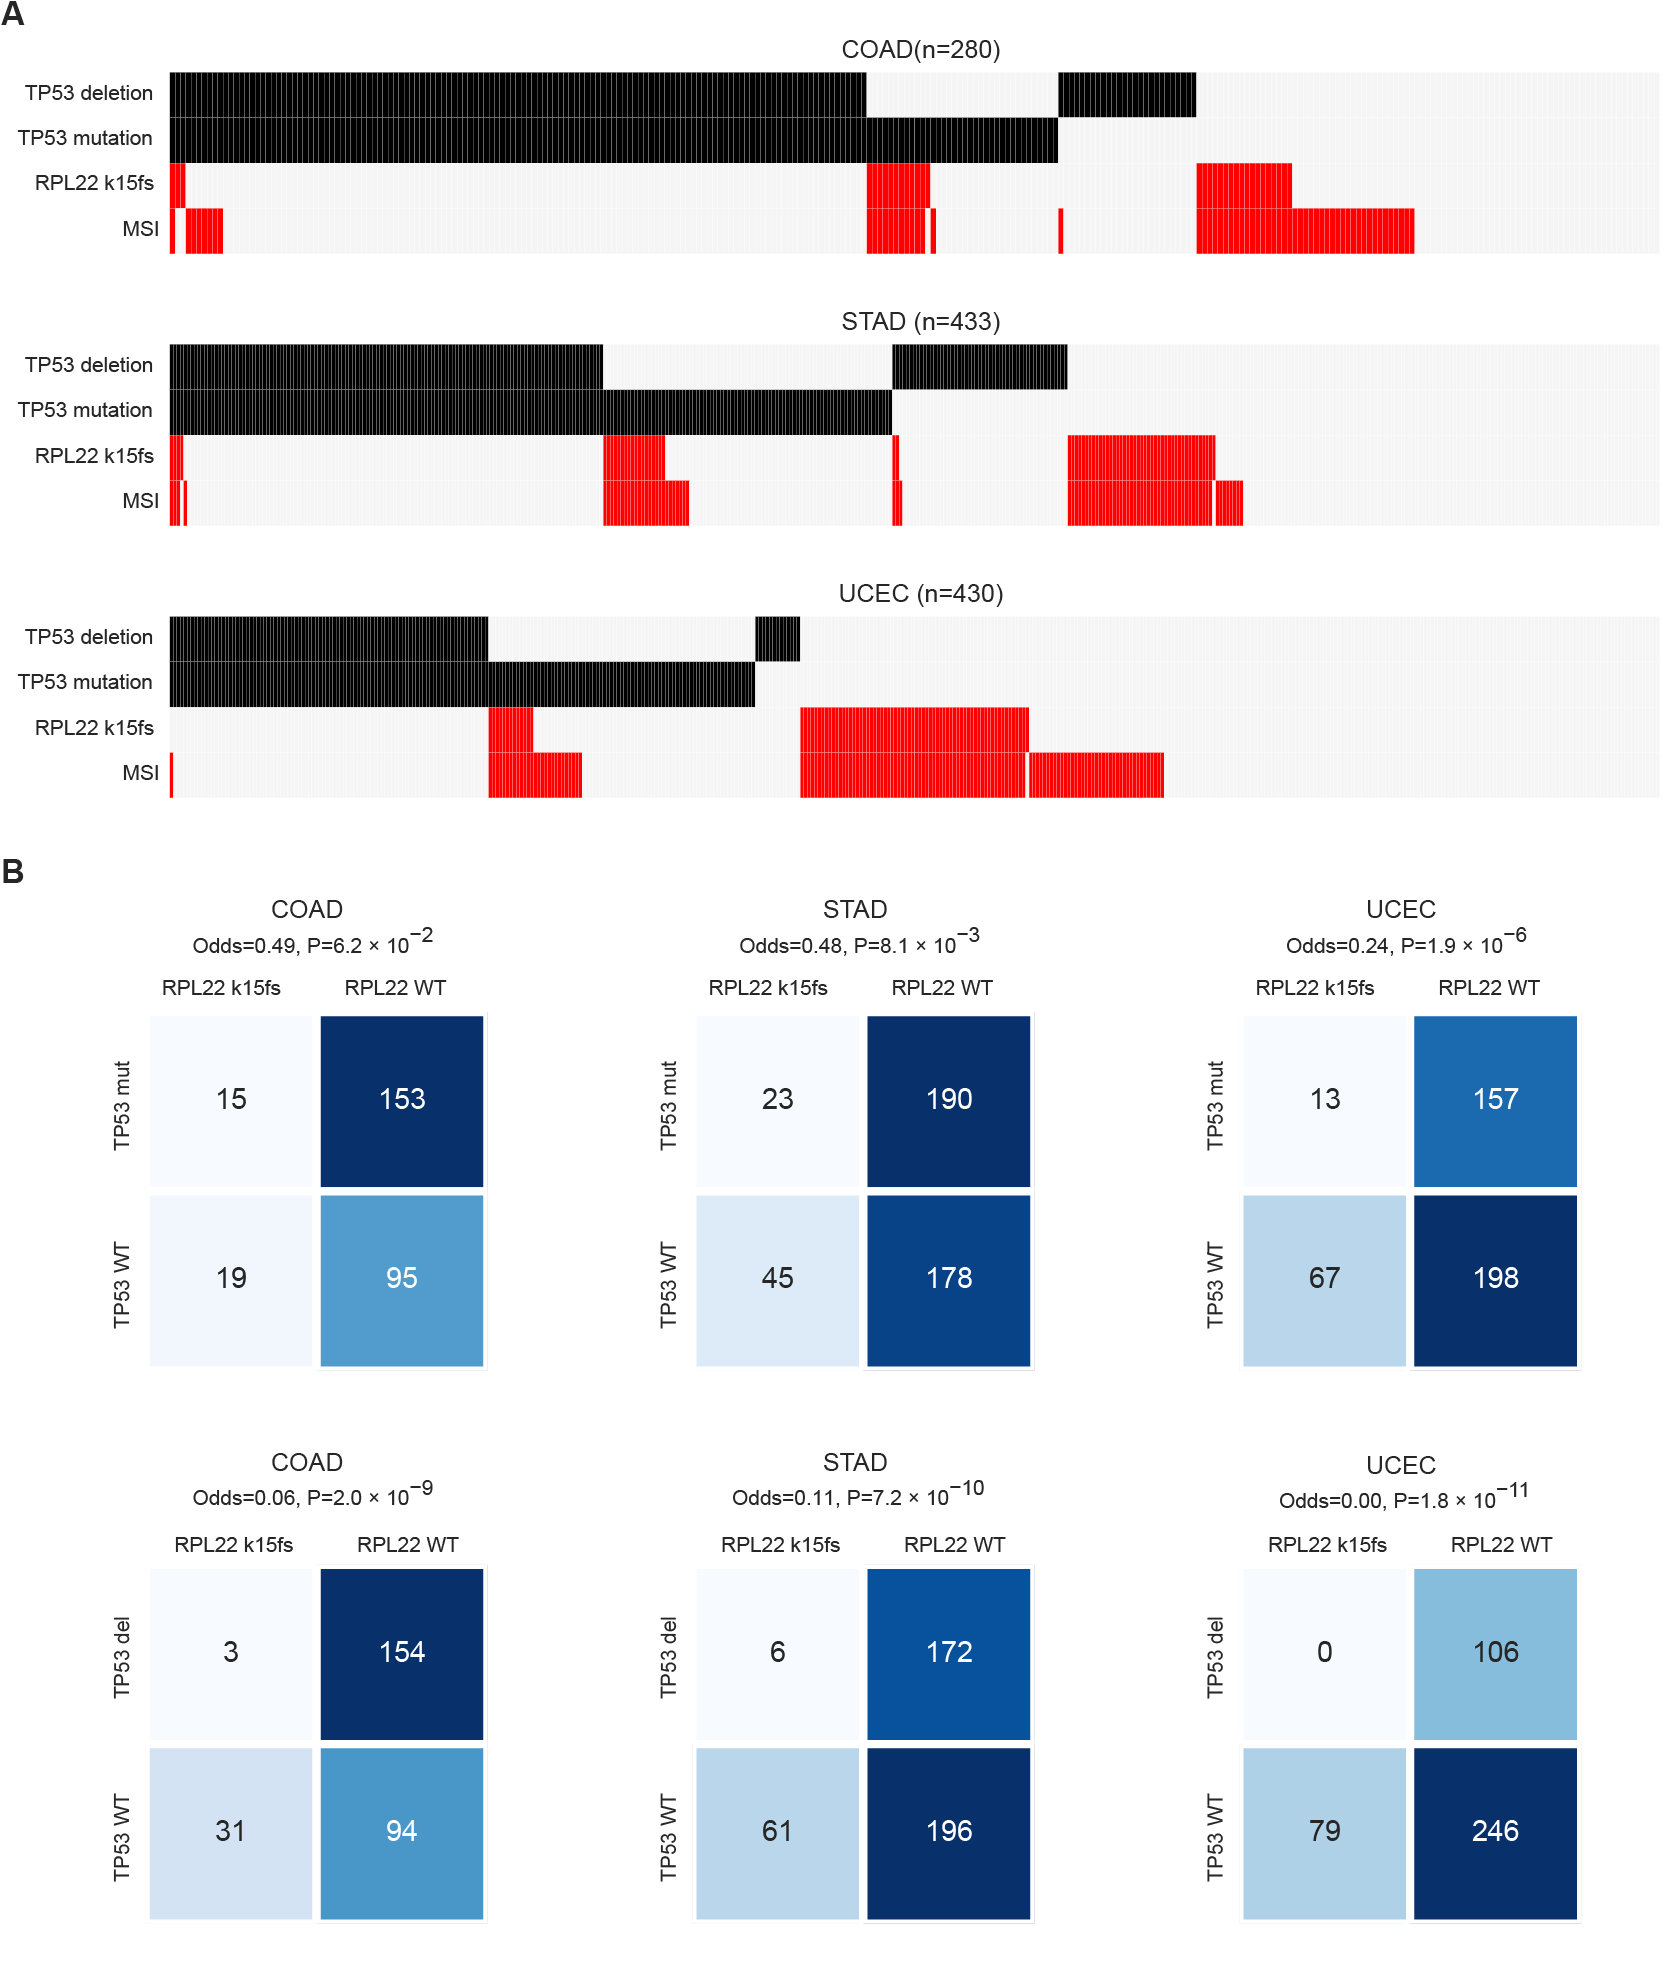 A
COAD(n=280)
TP53 deletion
TP53 mutation
RPL22 k15fs
MSI
STAD (n=433)
TP53 deletion
TP53 mutation
RPL22 k15fs
MSI
UCEC (n=430)
TP53 deletion
TP53 mutation
RPL22 k15fs
MSI
B
COAD STAD UCEC
Odds=0.49, P=6.2 × 10⁻² Odds=0.48, P=8.1 × 10⁻³ Odds=0.24, P=1.9 × 10⁻⁶
RPL22 k15fs RPL22 WT RPL22 k15fs RPL22 WT RPL22 k15fs RPL22 WT
TP53 mut 15 153 TP53 mut 23 190 TP53 mut 13 157
TP53 WT 19 95 TP53 WT 45 178 TP53 WT 67 198
COAD STAD UCEC
Odds=0.06, P=2.0 × 10⁻⁹ Odds=0.11, P=7.2 × 10⁻¹⁰ Odds=0.00, P=1.8 × 10⁻¹¹
RPL22 k15fs RPL22 WT RPL22 k15fs RPL22 WT RPL22 k15fs RPL22 WT
TP53 del 3 154 TP53 del 6 172 TP53 del 0 106
TP53 WT 31 94 TP53 WT 61 196 TP53 WT 79 246